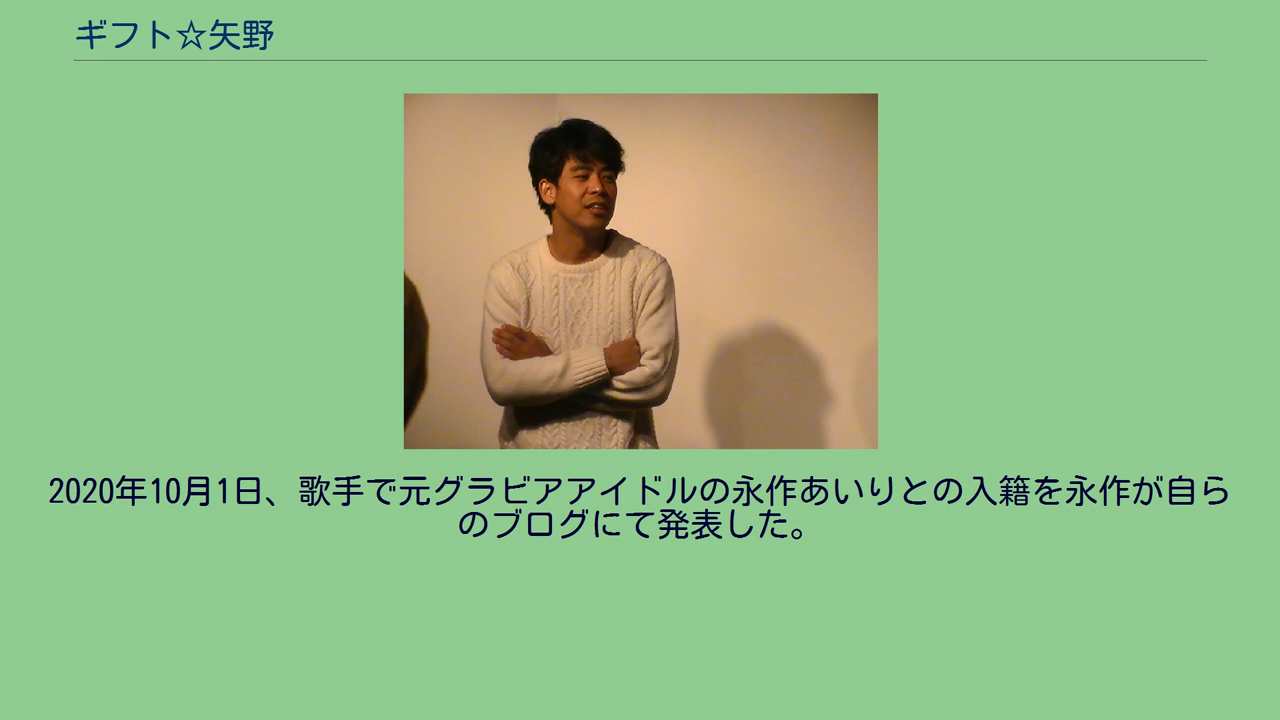 ギフト☆矢野
2020年10月1日、歌手で元グラビアアイドルの永作あいりとの入籍を永作が自ら
のブログにて発表した。